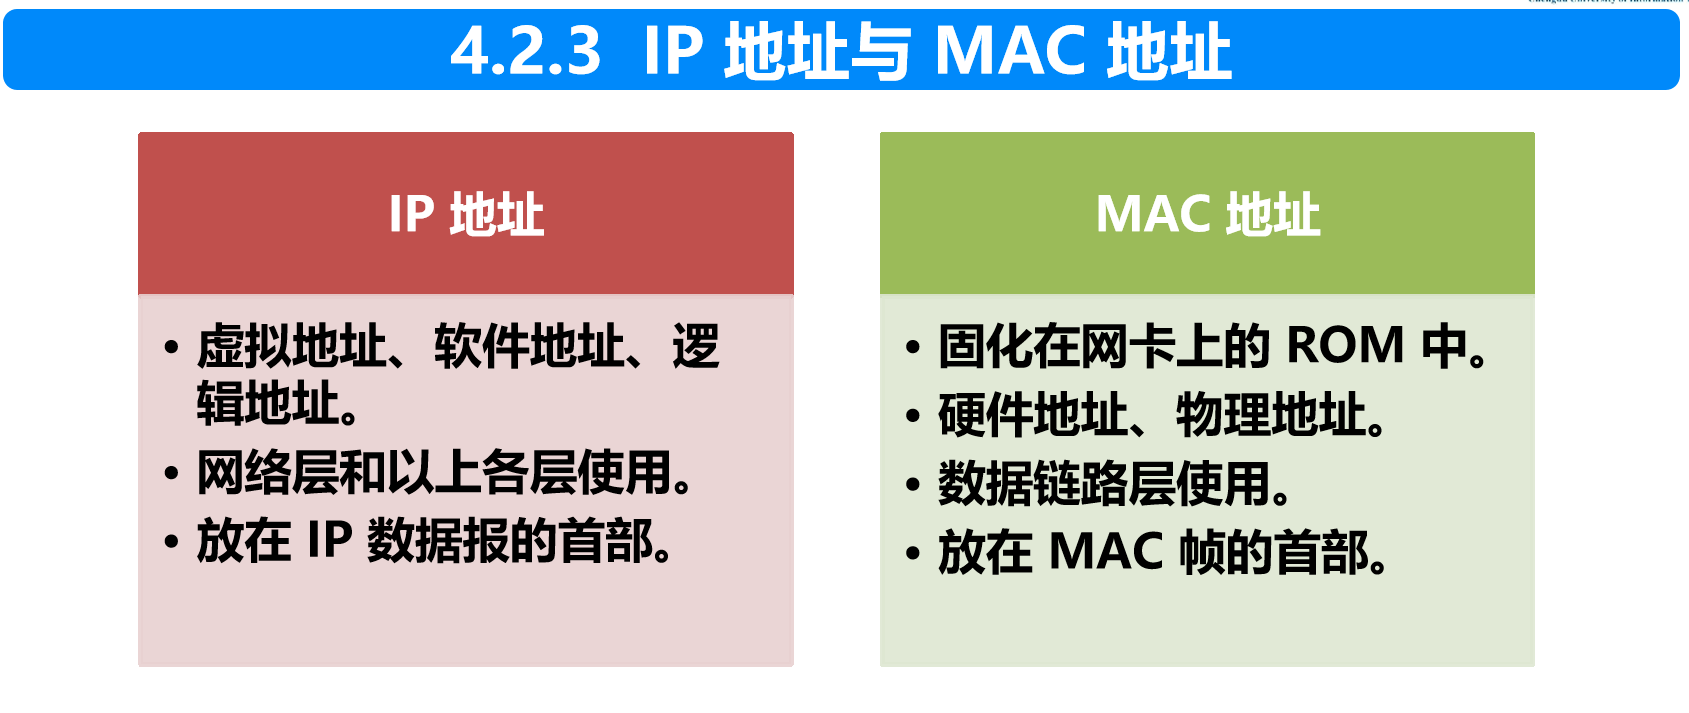 4.2.3 IP 地址与 MAC 地址
IP 地址
• 虚拟地址、软件地址、逻
辑地址。
• 网络层和以上各层使用。
• 放在 IP 数据报的首部。
MAC 地址
• 固化在网卡上的 ROM 中。
• 硬件地址、物理地址。
• 数据链路层使用。
• 放在 MAC 帧的首部。